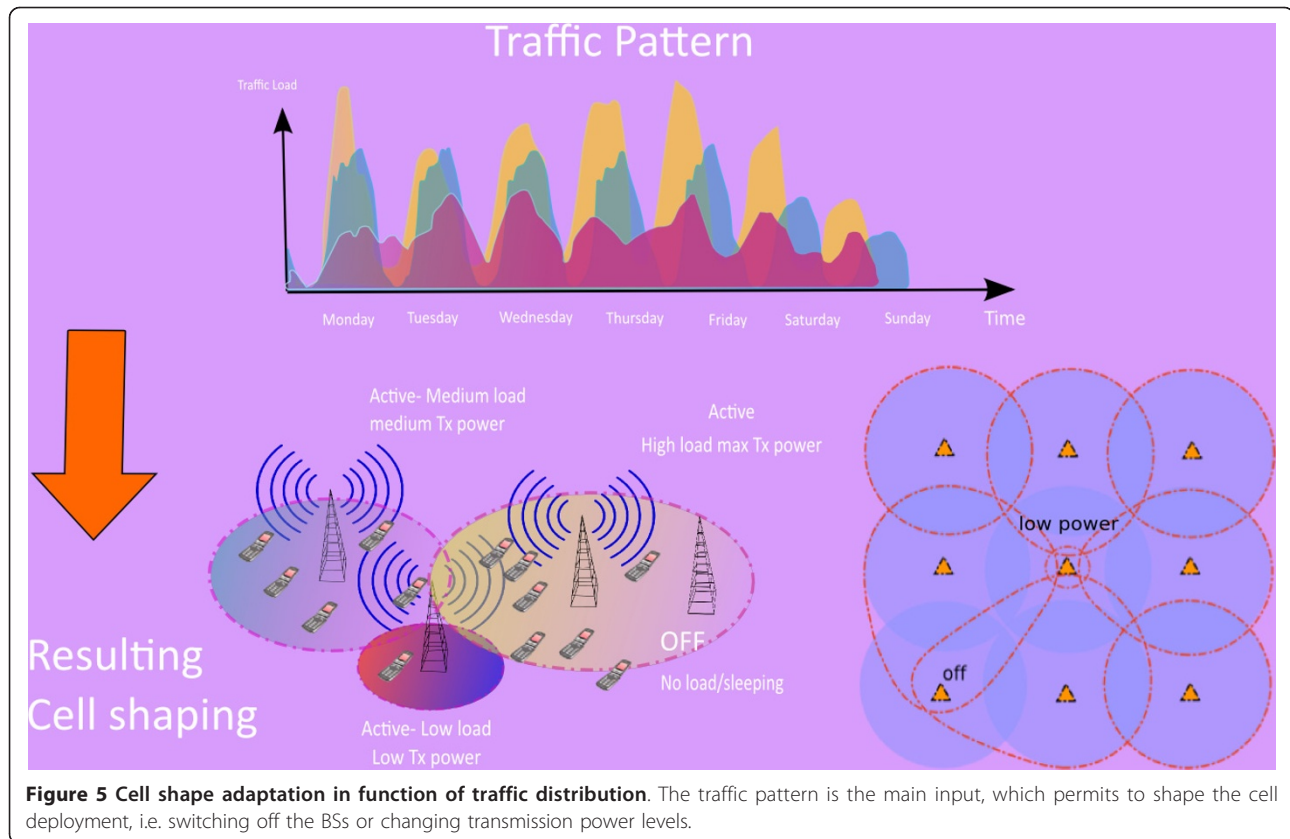 Traffic Pattern
Traffic Load
Monday Tuesday Wednesday Thursday Friday Saturday Sunday Time
Active- Medium load
medium Tx power
Active
High load max Tx power
low power
OFF
off
No load/sleeping
Resulting
Cell shaping
Active- Low load
Low Tx power
Figure 5 Cell shape adaptation in function of traffic distribution. The traffic pattern is the main input, which permits to shape the cell
deployment, i.e. switching off the BSs or changing transmission power levels.